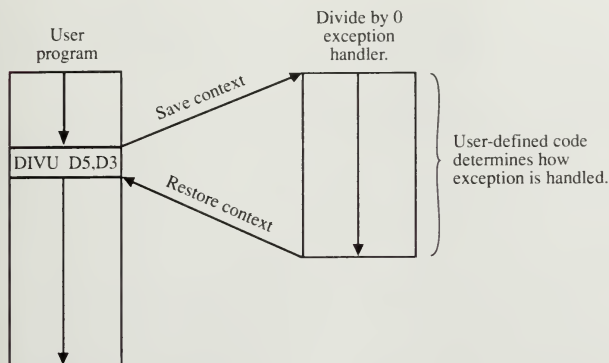 User
program
Divide by 0
exception
handler.
Save context
DIVU D5,D3
Restore context
User-defined code
determines how
exception is handled.